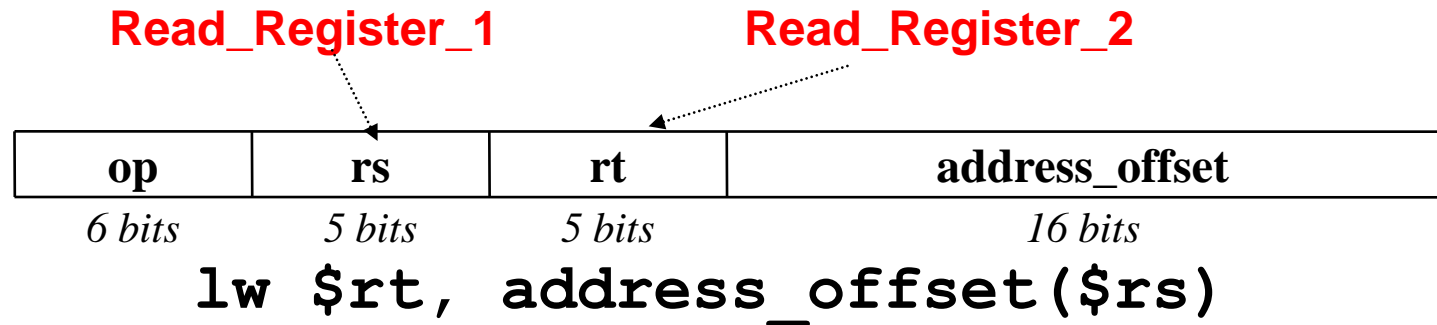 Read_Register_1 Read_Register_2
op rs rt address_offset
6 bits 5 bits 5 bits 16 bits
lw $rt, address_offset($rs)